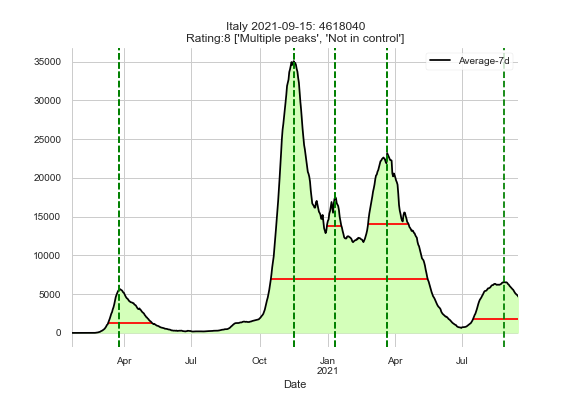 Italy 2021-09-15: 4618040
Rating:8 ['Multiple peaks', 'Not in control']
Average-7d
35000
30000
25000
20000
15000
10000
5000
0
Apr Jul Oct Jan Apr Jul
2021
Date